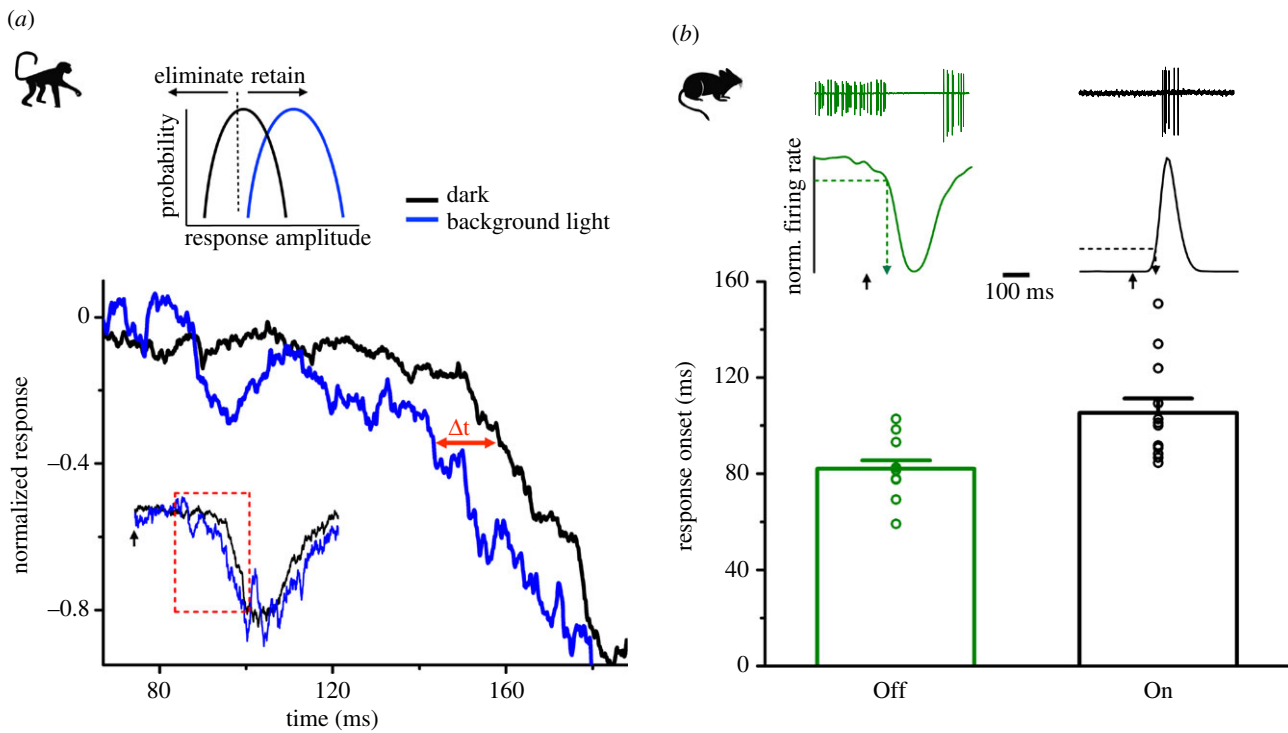 (a)
eliminate retain
probability
response amplitude
dark
background light
0
−0.4
−0.8
normalized response
Δt
80
120
160
time (ms)
(b)
norm. firing rate
100 ms
160
120
80
40
0
response onset (ms)
Off
On